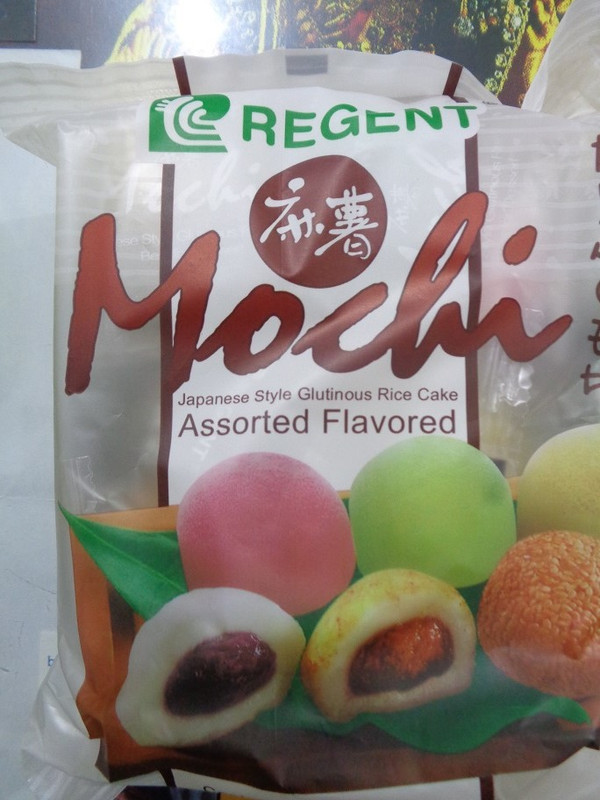 REGENT
麻薯
Mochi
Japanese Style Glutinous Rice Cake
Assorted Flavored